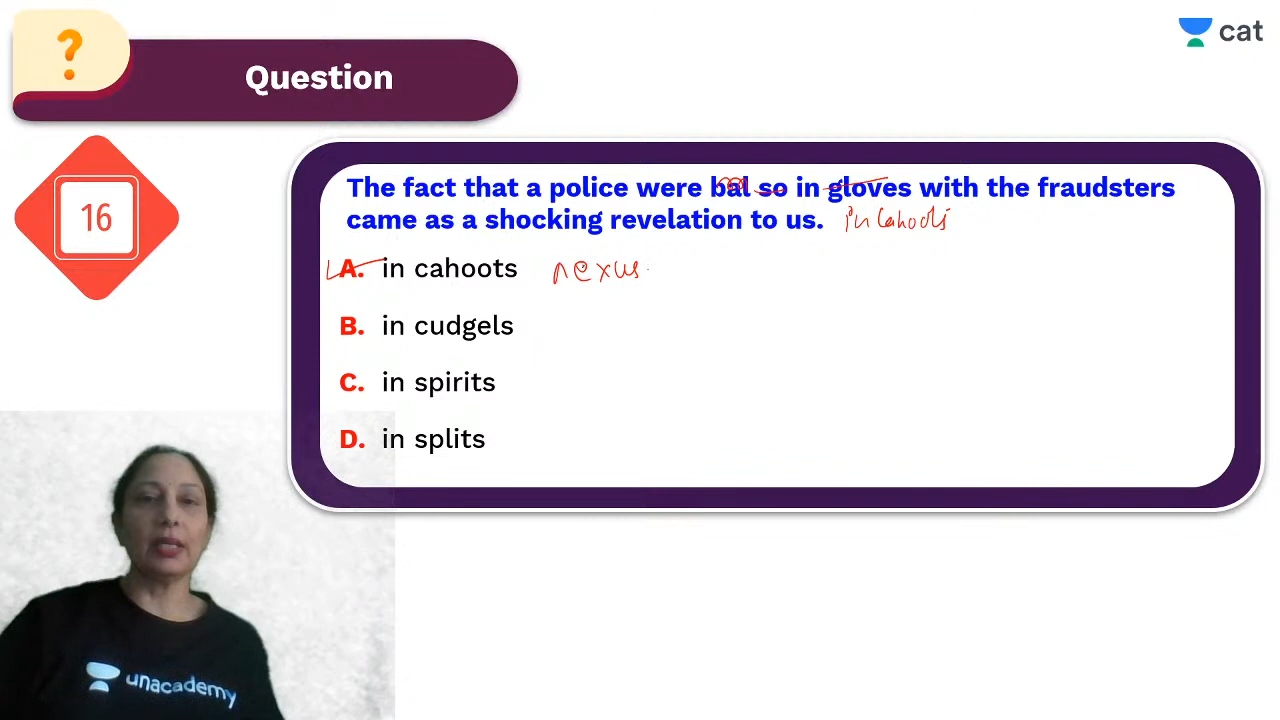 ?
Question
cat
16
The fact that a police were bal so in gloves with the fraudsters
came as a shocking revelation to us. in cahoots
A. in cahoots nexus
B. in cudgels
C. in spirits
D. in splits
unacademy